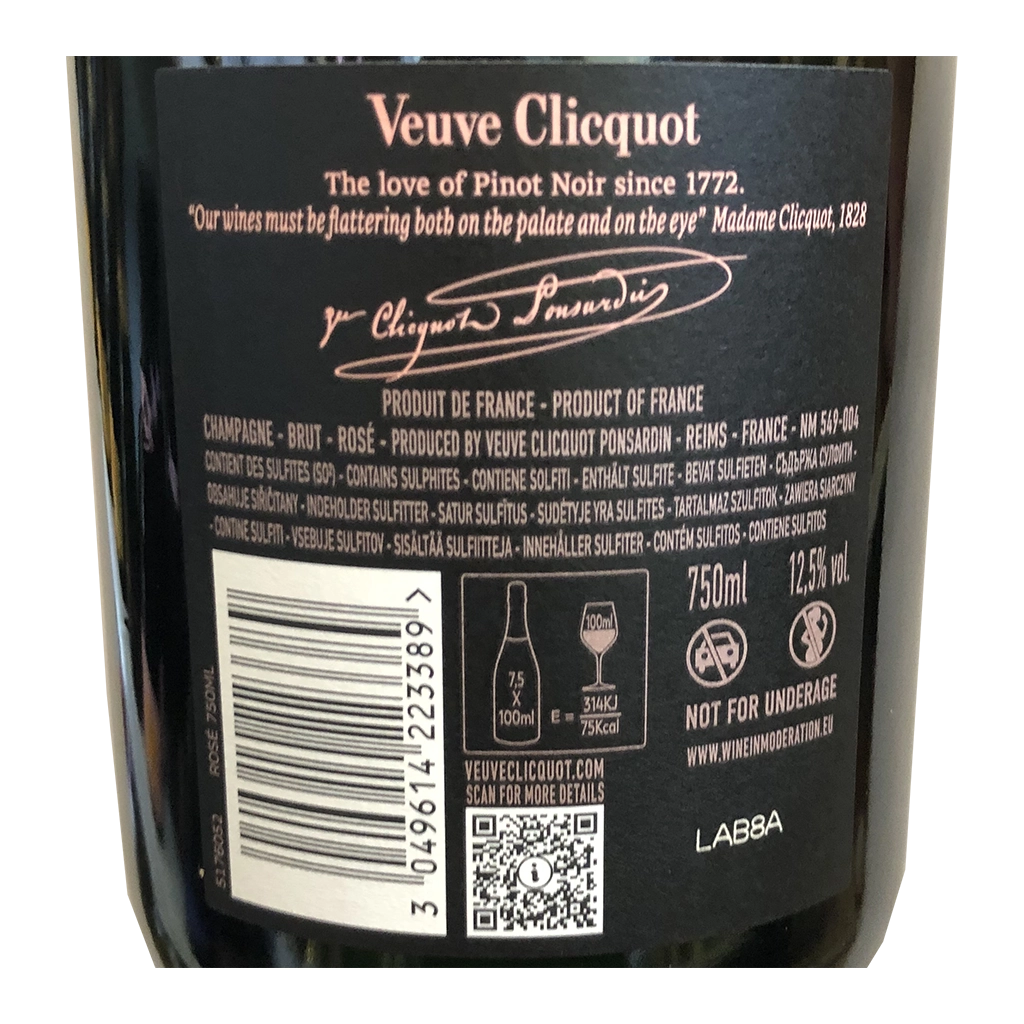 Veuve Clicquot
The love of Pinot Noir since 1772.
“Our wines must be flattering both on the palate and on the eye” Madame Clicquot, 1828
Vve Clicquot Ponsardin
PRODUIT DE FRANCE - PRODUCT OF FRANCE
CHAMPAGNE - BRUT - ROSÉ - PRODUCED BY VEUVE CLICQUOT PONSARDIN - REIMS - FRANCE - NM 549-004
CONTIENT DES SULFITES (SO²) - CONTAINS SULPHITES - CONTIENE SOLFITI - ENTHÄLT SULFITE - BEVAT SULFIETEN - СЪДЪРЖА СУЛФИТИ -
OBSAHUJE SIŘIČITANY - INDEHOLDER SULFITTER - SATUR SULFĪTUS - SUDĖTYJE YRA SULFITES - TARTALMAZ SZULFITOK - ZAWIERA SIARCZYNY
- CONTINE SULFITI - VSEBUJE SULFITOV - SISÄLTÄÄ SULFIITTEJA - INNEHÅLLER SULFITER - CONTÉM SULFITOS - CONTIENE SULFITOS
750ml 12,5% vol.
100ml
7,5
X
100ml
E = 314KJ
75Kcal
NOT FOR UNDERAGE
WWW.WINEINMODERATION.EU
VEUVECLICQUOT.COM
SCAN FOR MORE DETAILS
i
LAB8A
3 049614 223389 >
5176052 ROSÉ 750ML